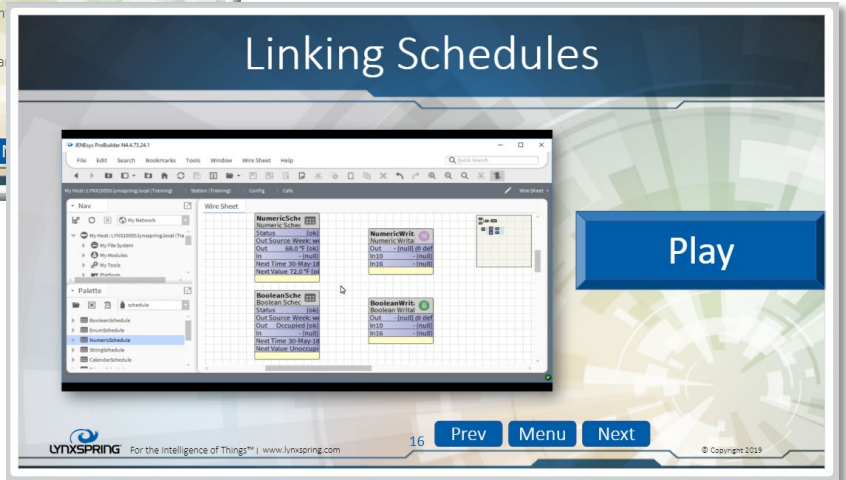 Linking Schedules
JENEsys ProBuilder N4.4.73.24.1
File Edit Search Bookmarks Tools Window Wire Sheet Help
Quick Search
My Host : LYNX10050.lynxspring.local (Training) Station (Training) Config Calls Wire Sheet
Nav
My Network
My Host : LYNX10050.lynxspring.local (Tra
My File System
My Modules
My Tools
Platform
Palette
schedule
BooleanSchedule
EnumSchedule
NumericSchedule
StringSchedule
CalendarSchedule
Wire Sheet
NumericSche
Numeric Schec
Status {ok}
Out Source Week: we
Out 68.0 °F {ok}
In - {null}
Next Time 30-May-18
Next Value 72.0 °F {ok
NumericWrit:
Numeric Writal
Out - {null} @ def
In10 - {null}
In16 - {null}
BooleanSche
Boolean Schec
Status {ok}
Out Source Week: we
Out Occupied {ok}
In - {null}
Next Time 30-May-18
Next Value Unoccupi
BooleanWrit:
Boolean Writal
Out - {null} @ def
In10 - {null}
In16 - {null}
Play
LYNXSPRING For the Intelligence of Things™ | www.lynxspring.com
16
Prev Menu Next
© Copyright 2019